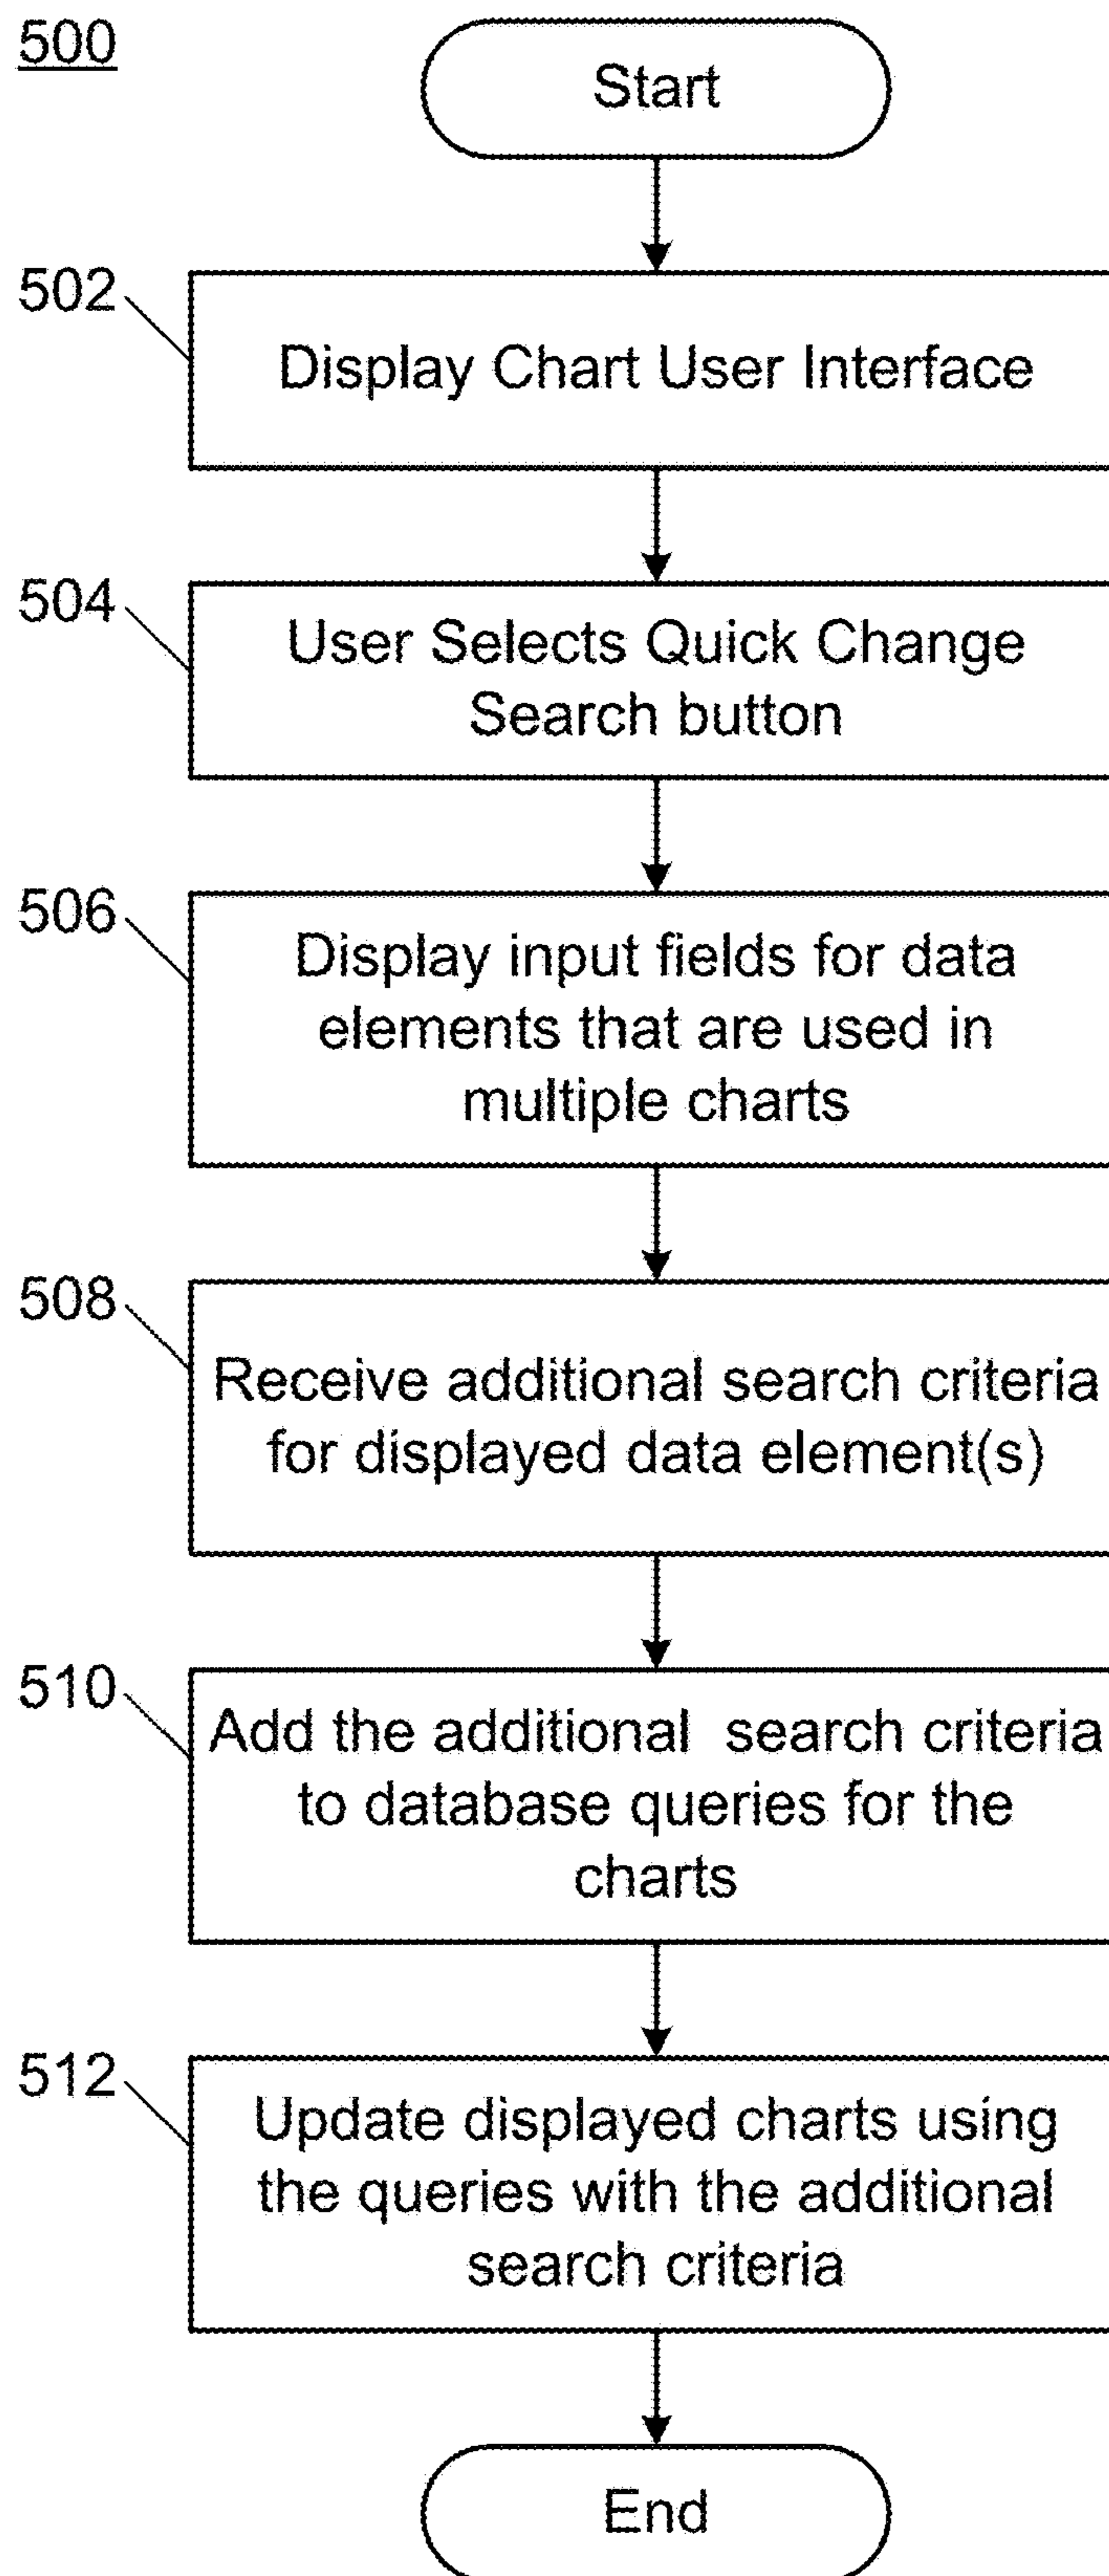 500
Start
502
Display Chart User Interface
504
User Selects Quick Change
Search button
506
Display input fields for data
elements that are used in
multiple charts
508
Receive additional search criteria
for displayed data element(s)
510
Add the additional search criteria
to database queries for the
charts
512
Update displayed charts using
the queries with the additional
search criteria
End